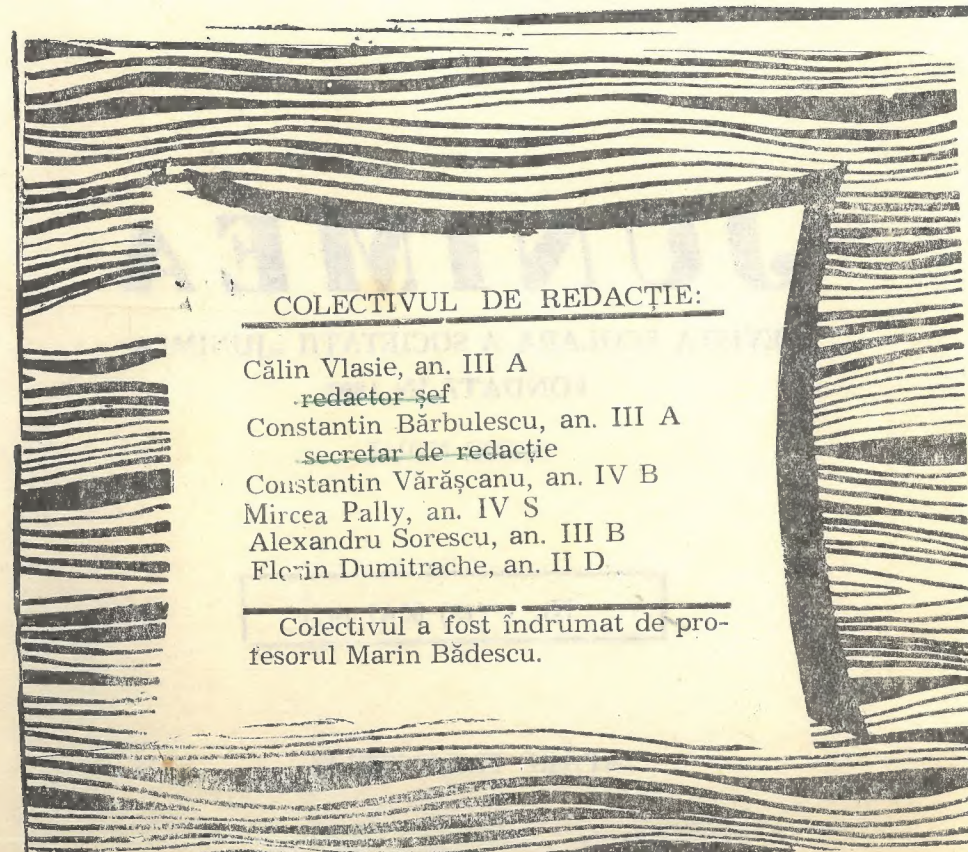 COLECTIVUL DE REDACȚIE:
Călin Vlasie, an. III A
redactor șef
Constantin Bărbulescu, an. III A
secretar de redacție
Constantin Vărășcanu, an. IV B
Mircea Pally, an. IV S
Alexandru Sorescu, an. III B
Florin Dumitrache, an. II D
Colectivul a fost îndrumat de pro-
fesorul Marin Bădescu.